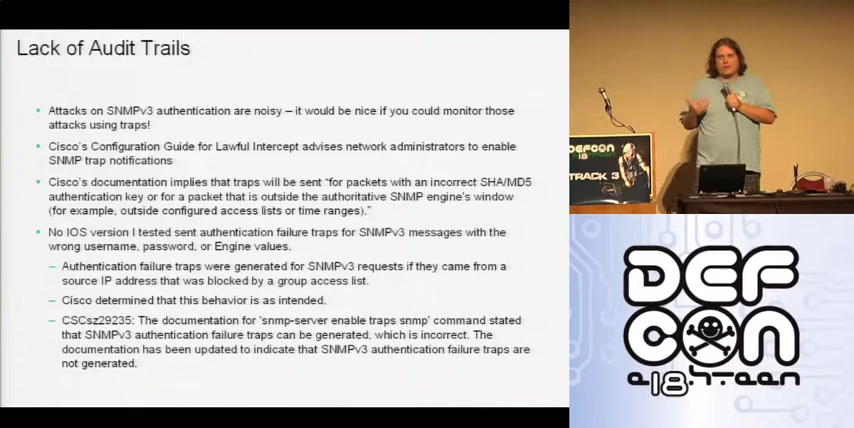 Lack of Audit Trails
Attacks on SNMPv3 authentication are noisy – it would be nice if you could monitor those
attacks using traps!
Cisco's Configuration Guide for Lawful Intercept advises network administrators to enable
SNMP trap notifications
Cisco's documentation implies that traps will be sent "for packets with an incorrect SHA/MD5
authentication key or for a packet that is outside the authoritative SNMP engine's window
(for example, outside configured access lists or time ranges)."
No IOS version I tested sent authentication failure traps for SNMPv3 messages with the
wrong username, password, or Engine values.
– Authentication failure traps were generated for SNMPv3 requests if they came from a
source IP address that was blocked by a group access list.
– Cisco determined that this behavior is as intended.
– CSCsz29235: The documentation for 'snmp-server enable traps snmp' command stated
that SNMPv3 authentication failure traps can be generated, which is incorrect. The
documentation has been updated to indicate that SNMPv3 authentication failure traps are
not generated.
DEFCON
18
TRACK 3
DEF
CON
e18hteen